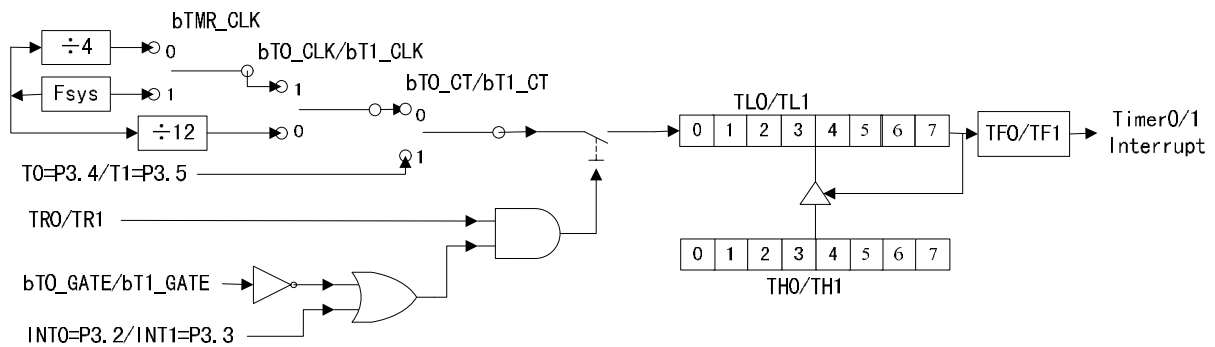 bTMR_CLK
÷4
0
bT0_CLK/bT1_CLK
Fsys
1
1
bT0_CT/bT1_CT
0
÷12
0
TL0/TL1
0 1 2 3 4 5 6 7
TF0/TF1
Timer0/1
Interrupt
1
T0=P3.4/T1=P3.5
TR0/TR1
0 1 2 3 4 5 6 7
TH0/TH1
bT0_GATE/bT1_GATE
INT0=P3.2/INT1=P3.3